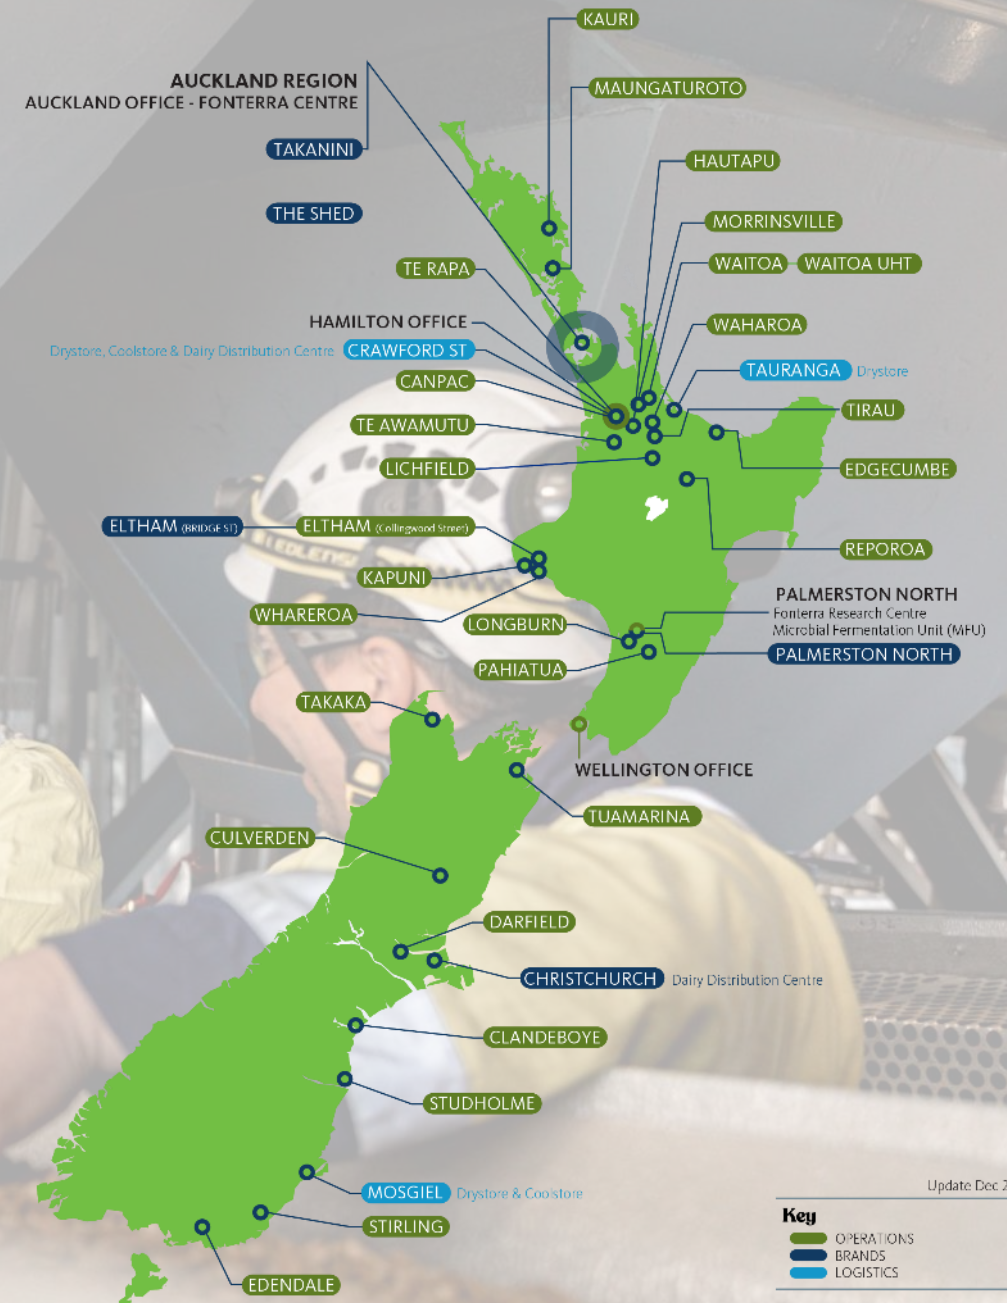 KAURI
AUCKLAND REGION
AUCKLAND OFFICE - FONTERRA CENTRE
MAUNGATUROTO
TAKANINI
HAUTAPU
THE SHED
MORRINSVILLE
TE RAPA
WAITOA WAITOA UHT
HAMILTON OFFICE
WAHAROA
Drystore, Coolstore & Dairy Distribution Centre CRAWFORD ST
TAURANGA Drystore
CANPAC
TIRAU
TE AWAMUTU
LICHFIELD
EDGECUMBE
ELTHAM (BRIDGE ST) ELTHAM (Collingwood Street)
LEDLENSER
REPOROA
KAPUNI
PALMERSTON NORTH
Fonterra Research Centre
Microbial Fermentation Unit (MFU)
WHAREROA
LONGBURN
PALMERSTON NORTH
PAHIATUA
TAKAKA
WELLINGTON OFFICE
TUAMARINA
CULVERDEN
DARFIELD
CHRISTCHURCH Dairy Distribution Centre
CLANDEBOYE
STUDHOLME
MOSGIEL Drystore & Coolstore
STIRLING
EDENDALE
Update Dec 2
Key
OPERATIONS
BRANDS
LOGISTICS